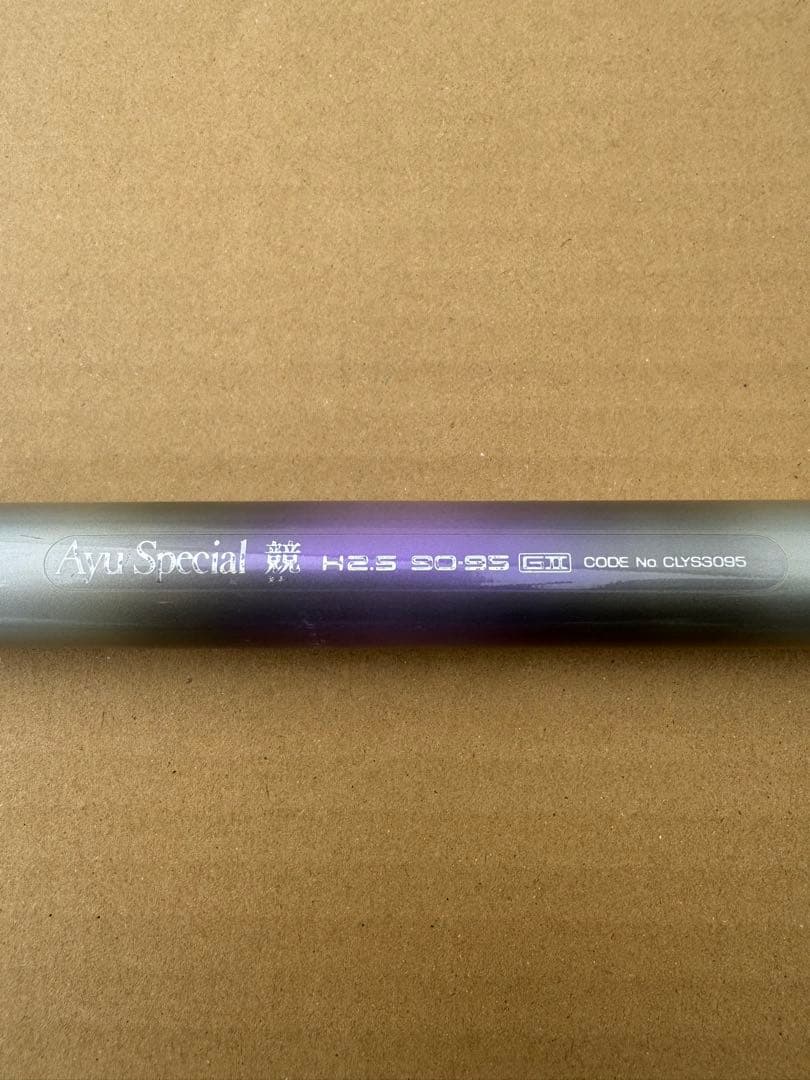 Ayu Special 競 H2.5 90-95 GII CODE No CLYS3095